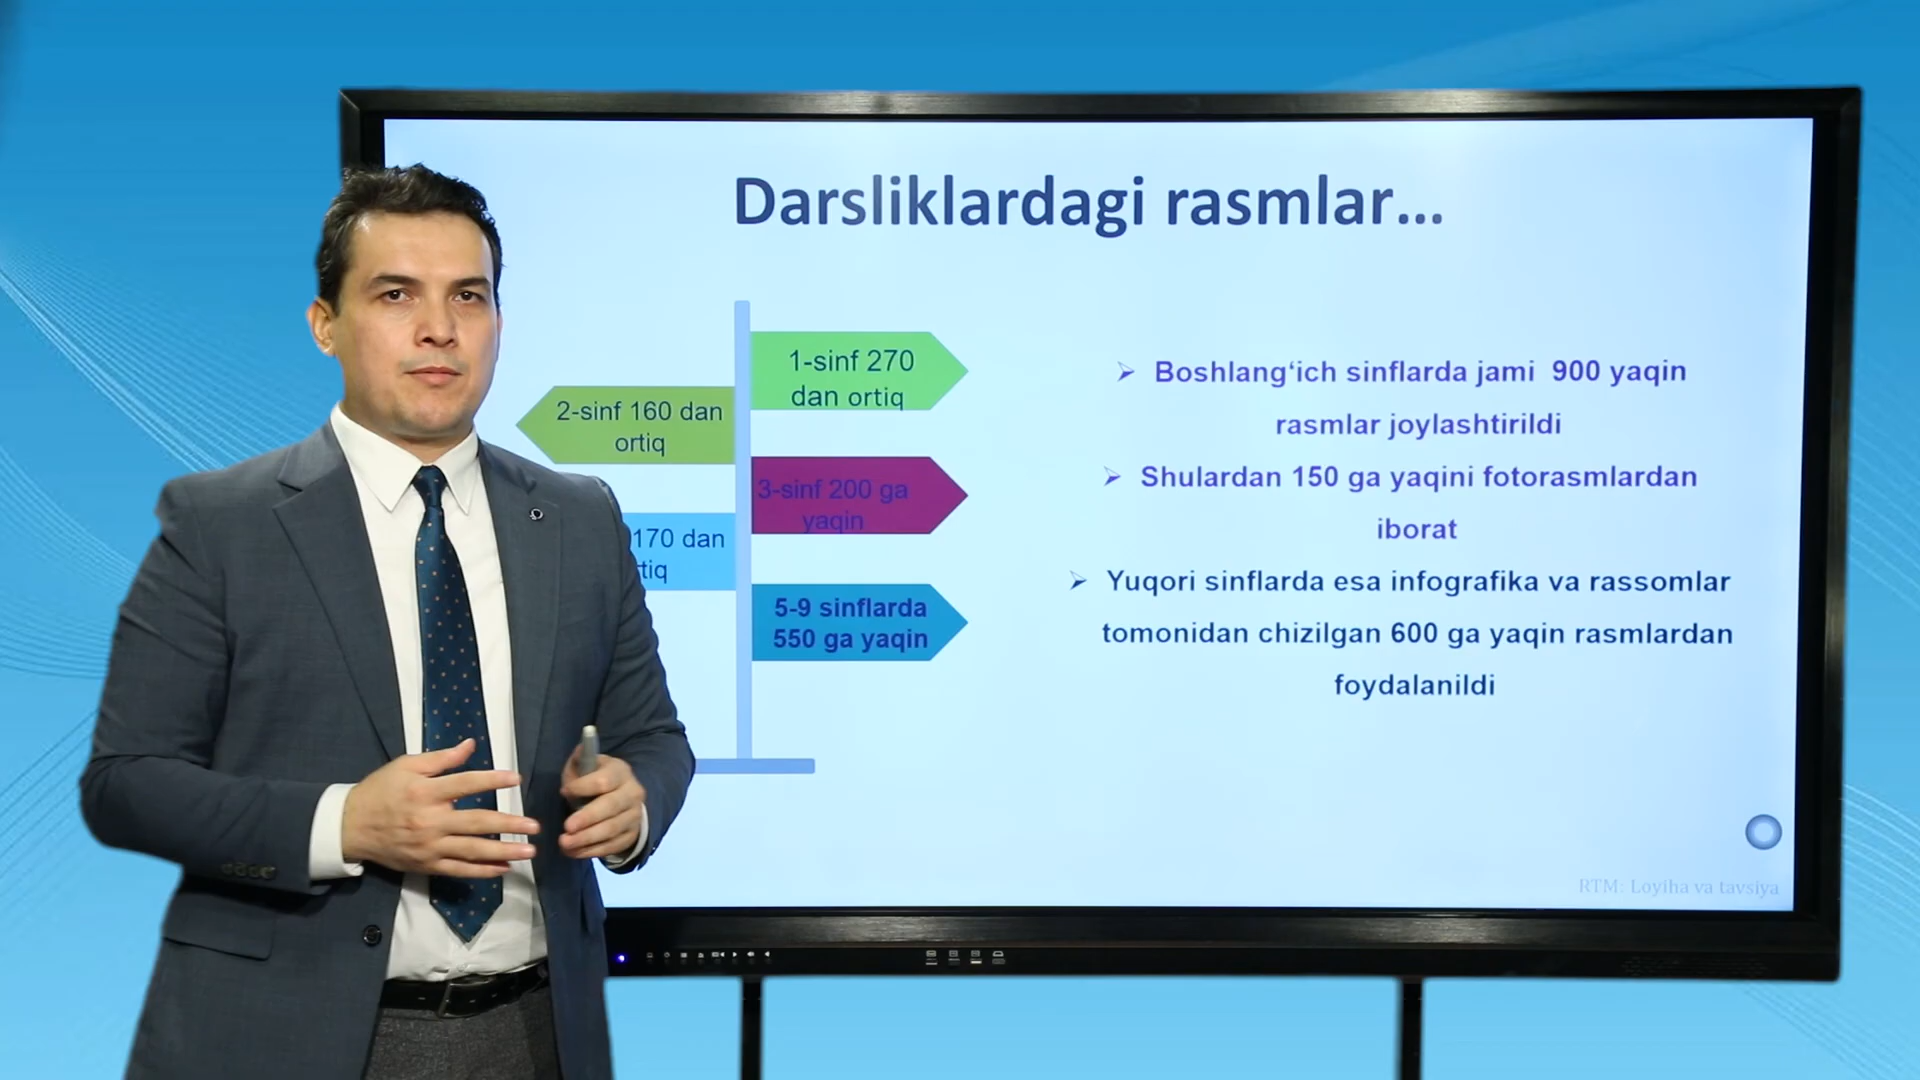 Darsliklardagi rasmlar...
1-sinf 270
dan ortiq
2-sinf 160 dan
ortiq
3-sinf 200 ga
yaqin
170 dan
5-9 sinflarda
550 ga yaqin
Boshlang‘ich sinflarda jami 900 yaqin
rasmlar joylashtirildi
Shulardan 150 ga yaqini fotorasmlardan
iborat
Yuqori sinflarda esa infografika va rassomlar
tomonidan chizilgan 600 ga yaqin rasmlardan
foydalanildi
RTM: Loyiha va tavsiya